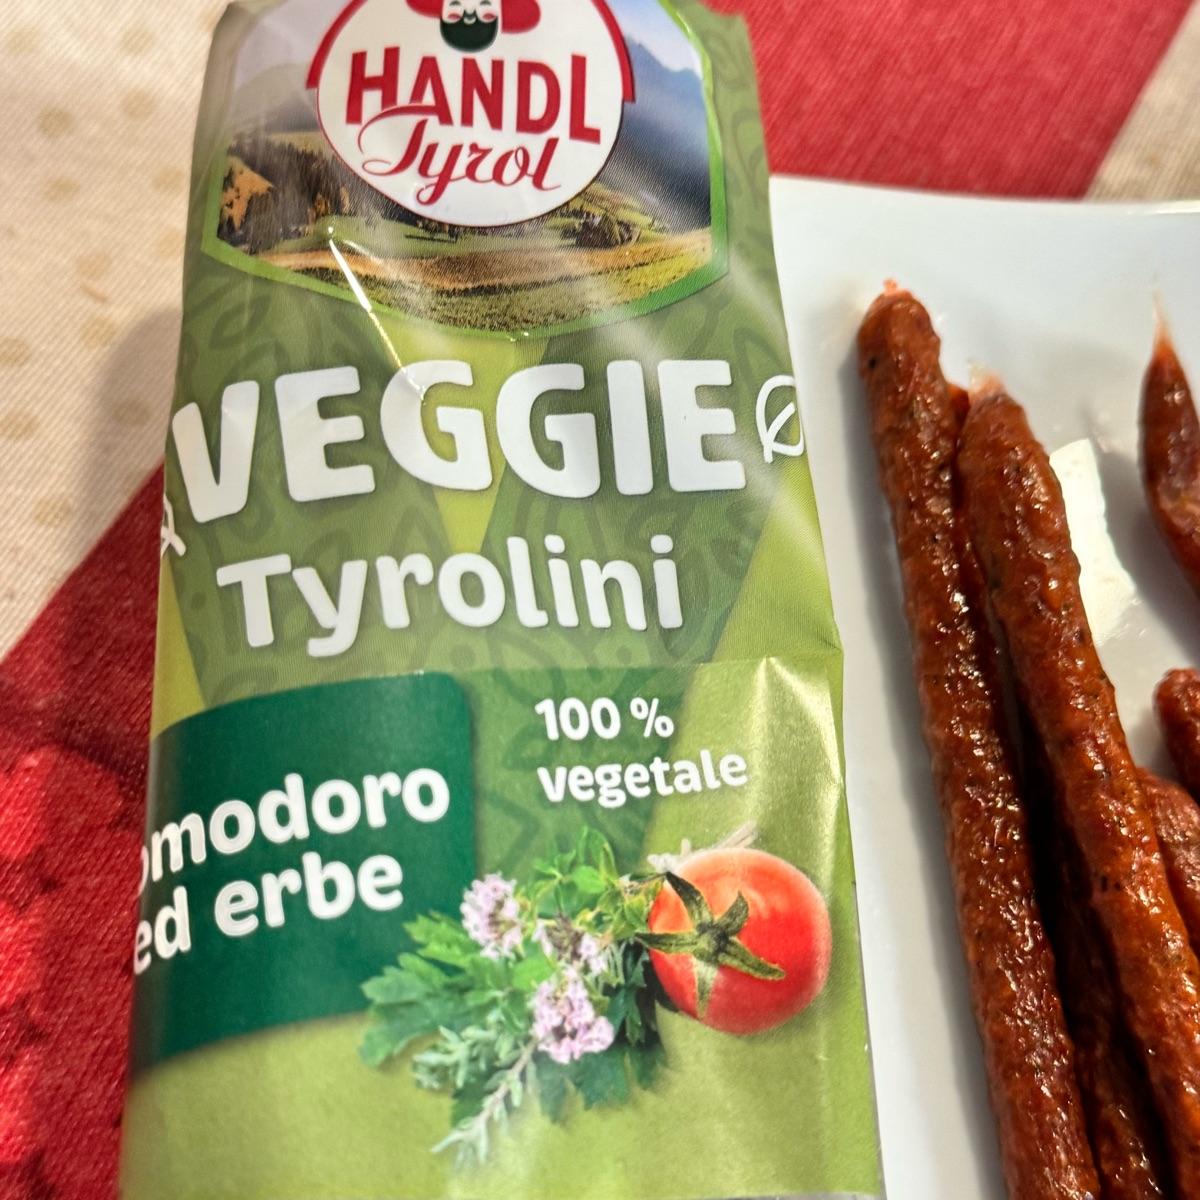 HANDL
Tyrol
VEGGIE
Tyrolini
100 %
vegetale
omodoro
ed erbe